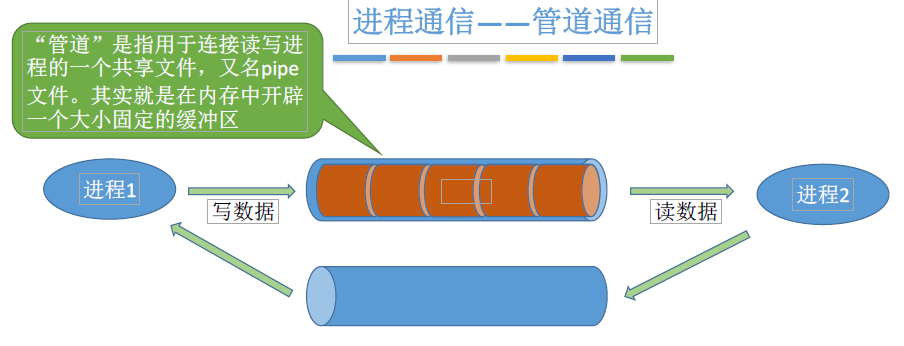 进程通信——管道通信
“管道”是指用于连接读写进
程的一个共享文件，又名pipe
文件。其实就是在内存中开辟
一个大小固定的缓冲区
进程1
写数据
读数据
进程2